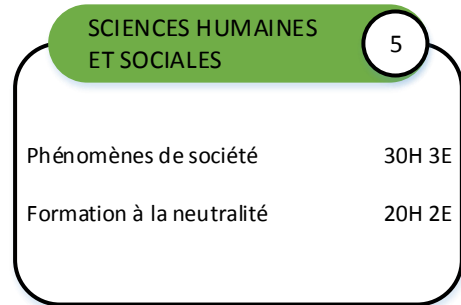 SCIENCES HUMAINES
ET SOCIALES
5
Phénomènes de société 30H 3E
Formation à la neutralité 20H 2E